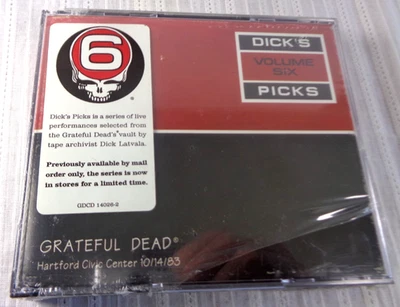 6
Dick's Picks is a series of live
performances selected from
the Grateful Dead's vault by
tape archivist Dick Latvala.
Previously available by mail
order only, the series is now
in stores for a limited time.
GDCD 14026-2
DICK'S
VOLUME
SIX
PICKS
GRATEFUL DEAD®
Hartford Civic Center 10/14/83